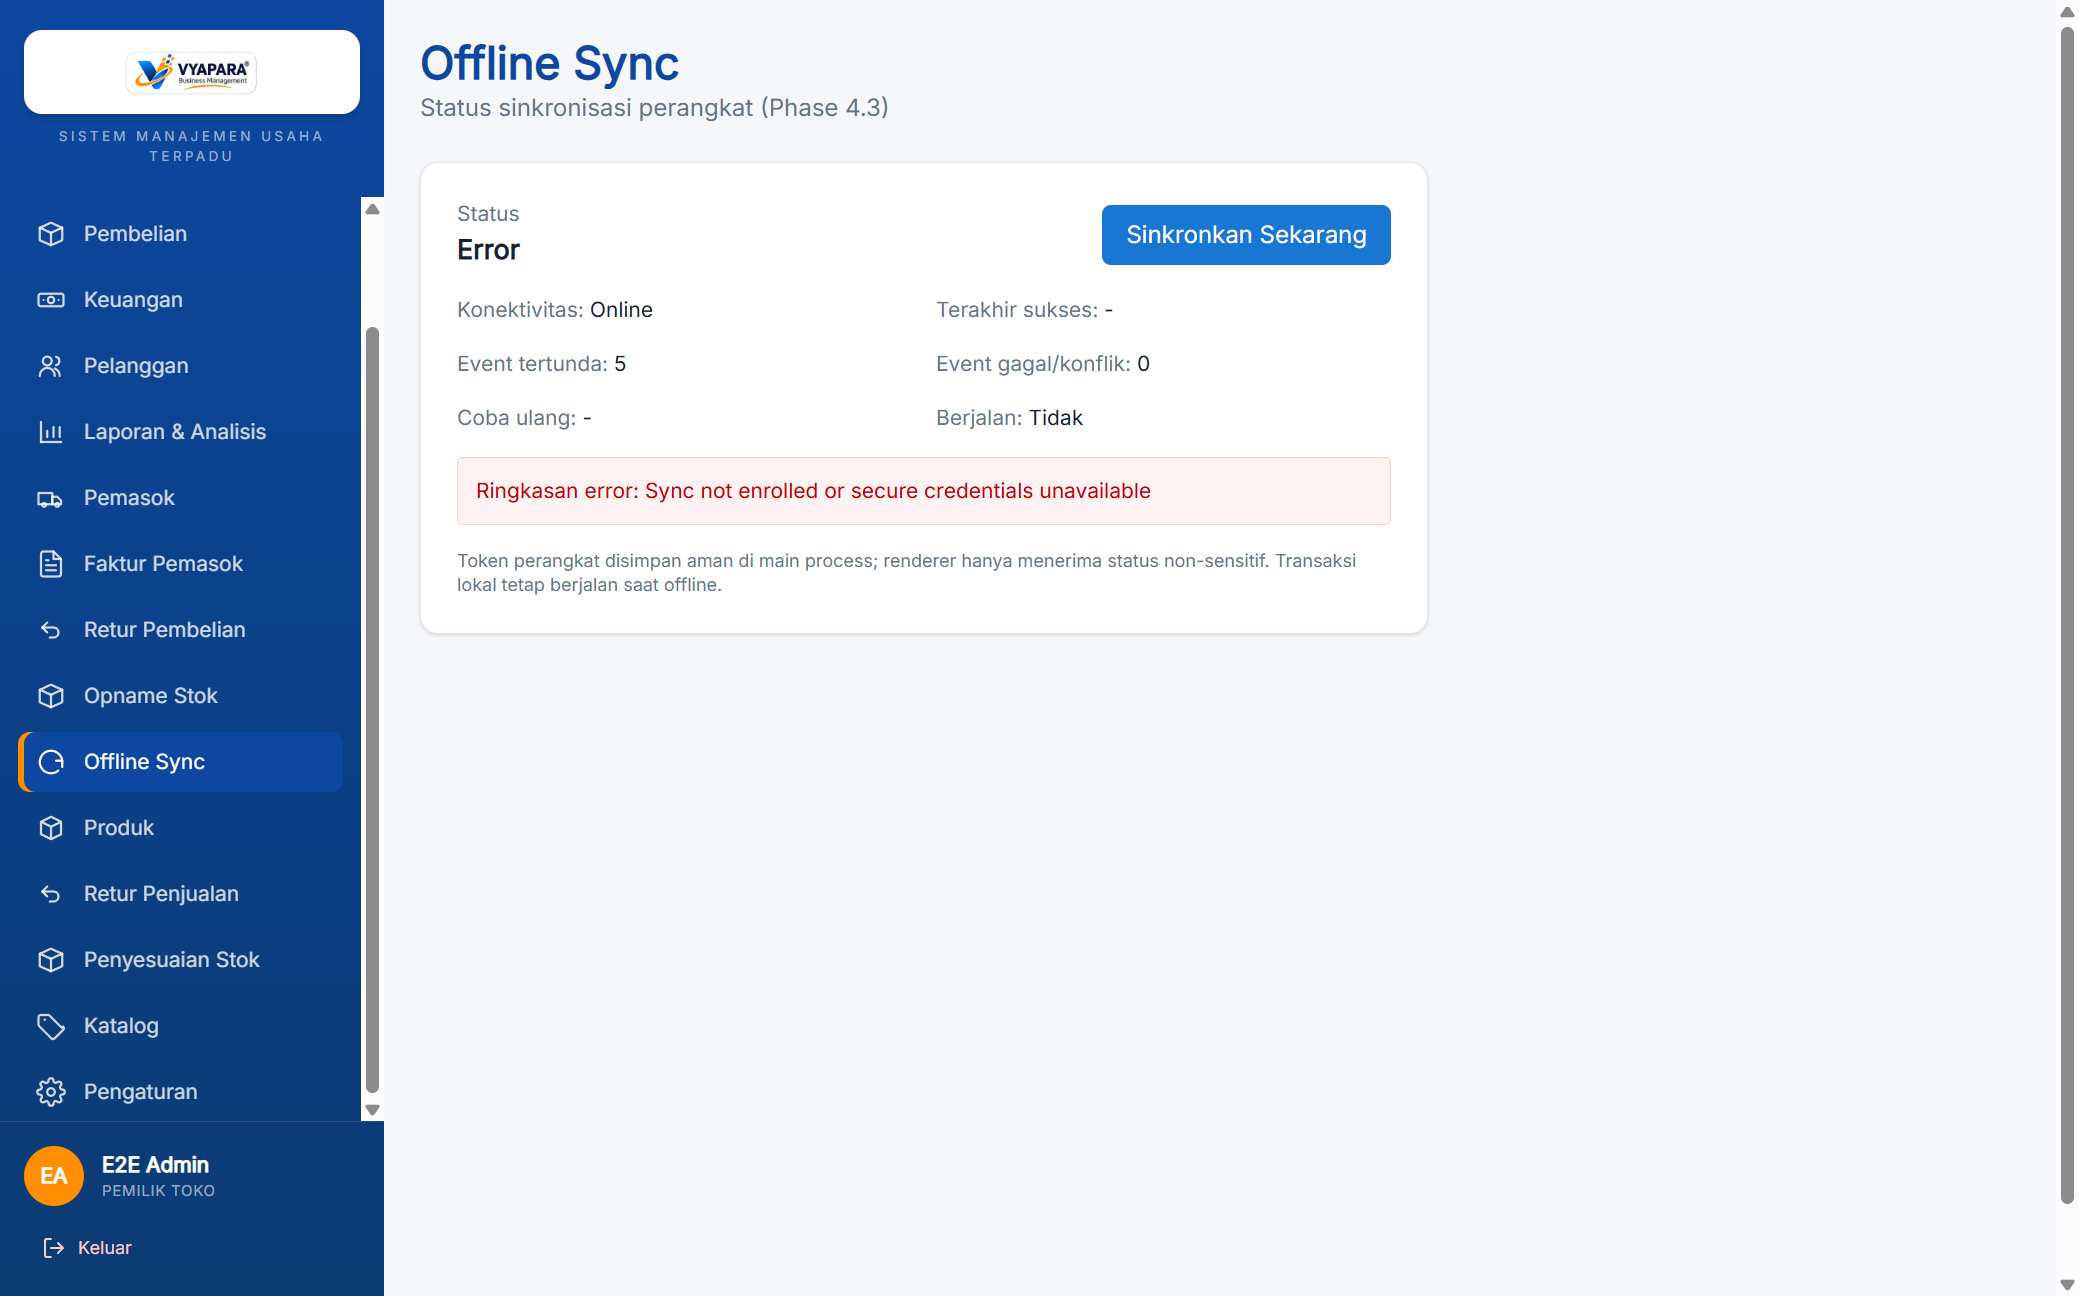 VYAPARA®
Business Management
SISTEM MANAJEMEN USAHA
TERPADU
Pembelian
Keuangan
Pelanggan
Laporan & Analisis
Pemasok
Faktur Pemasok
Retur Pembelian
Opname Stok
Offline Sync
Produk
Retur Penjualan
Penyesuaian Stok
Katalog
Pengaturan
EA
E2E Admin
PEMILIK TOKO
Keluar
Offline Sync
Status sinkronisasi perangkat (Phase 4.3)
Status
Error
Sinkronkan Sekarang
Konektivitas: Online
Terakhir sukses: -
Event tertunda: 5
Event gagal/konflik: 0
Coba ulang: -
Berjalan: Tidak
Ringkasan error: Sync not enrolled or secure credentials unavailable
Token perangkat disimpan aman di main process; renderer hanya menerima status non-sensitif. Transaksi
lokal tetap berjalan saat offline.